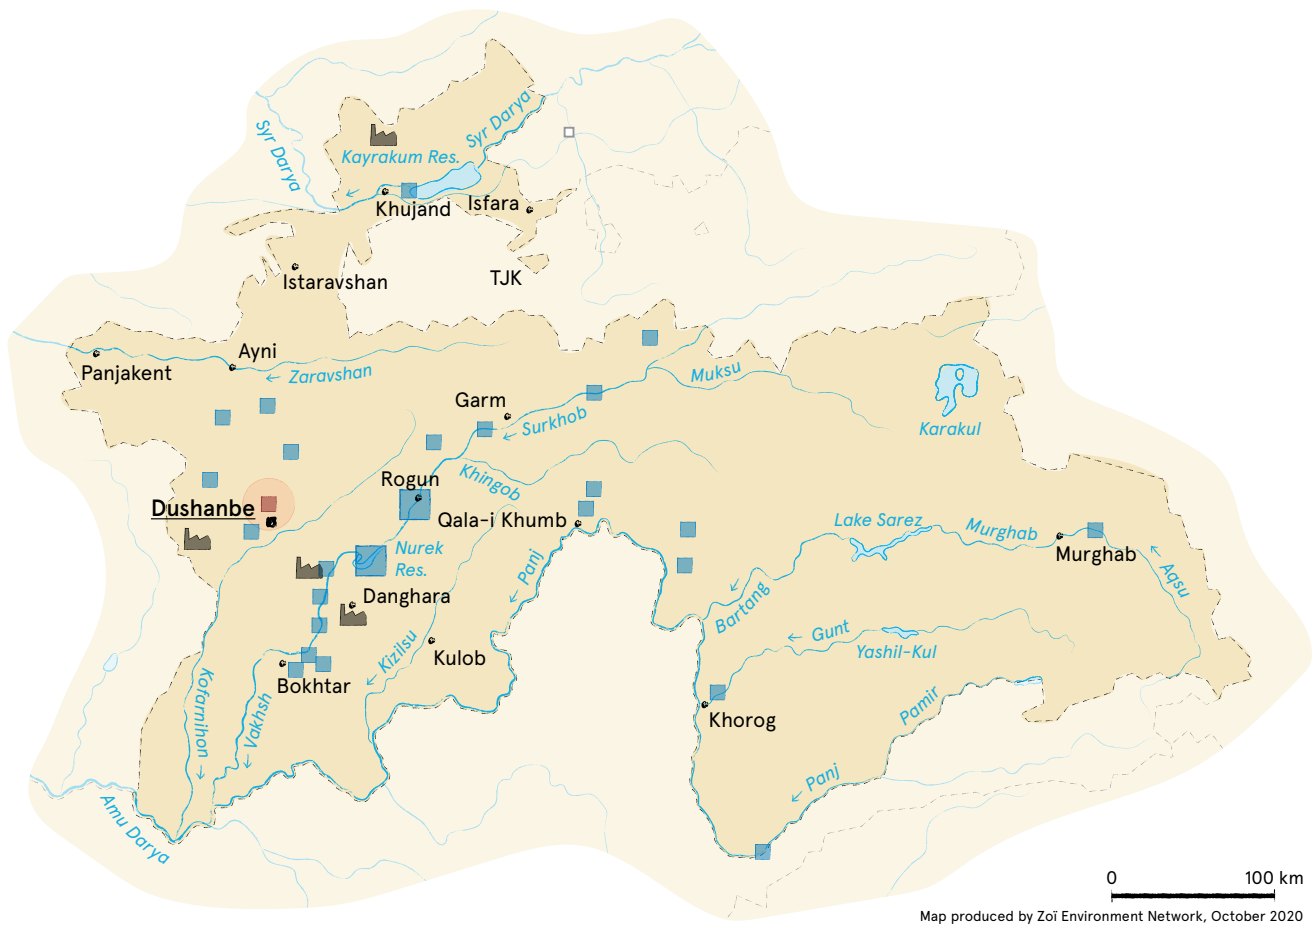 Syr Darya
Syr Darya
Kayrakum Res.
Khujand
Isfara
Istaravshan
TJK
Ayni
Panjakent
Zaravshan
Muksu
Garm
Surkhob
Karakul
Rogun
Khingob
Dushanbe
Qala-i Khumb
Lake Sarez
Murghab
Murghab
Nurek
Res.
Panj
Aqsu
Danghara
Bartang
Gunt
Yashil-Kul
Kizilsu
Kulob
Bokhtar
Kofarnihon
Vakhsh
Khorog
Pamir
Panj
Amu Darya
0
100 km
Map produced by Zoï Environment Network, October 2020